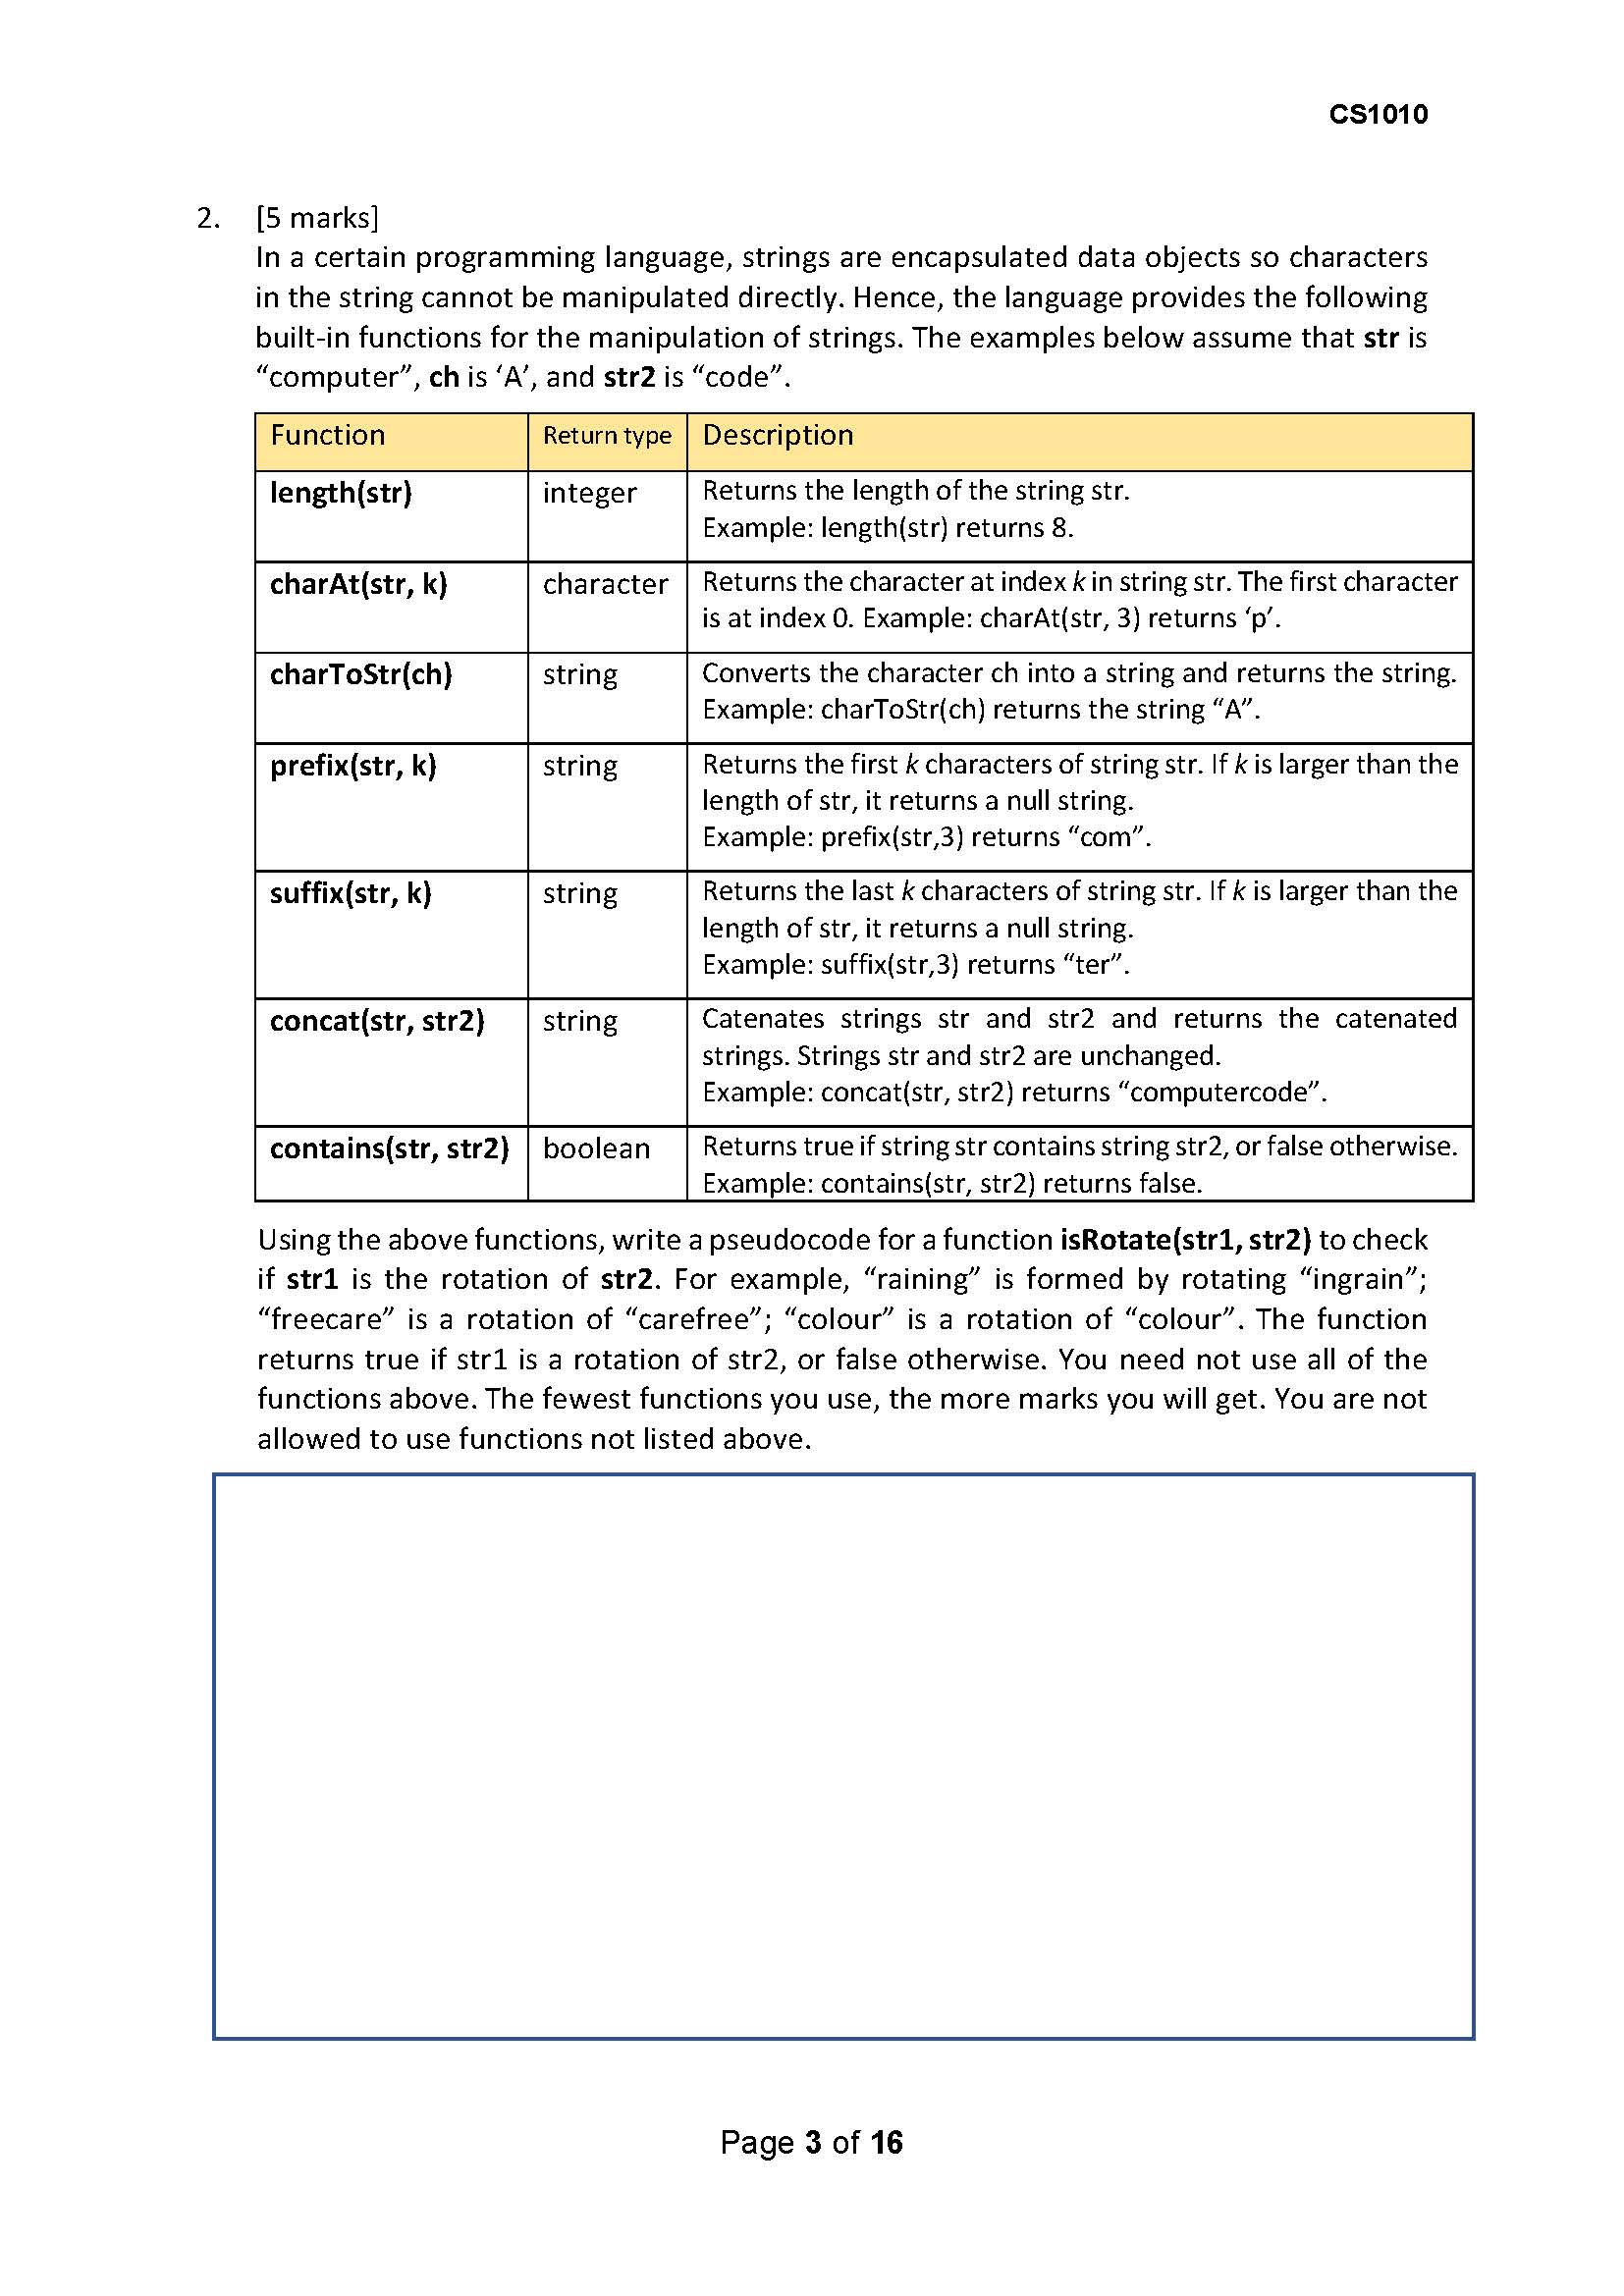 CS1010
2. [5 marks]
In a certain programming language, strings are encapsulated data objects so characters
in the string cannot be manipulated directly. Hence, the language provides the following
built-in functions for the manipulation of strings. The examples below assume that str is
“computer”, ch is ‘A’, and str2 is “code”.
Function Return type Description
length(str) integer Returns the length of the string str.
Example: length(str) returns 8.
charAt(str, k) character Returns the character at index k in string str. The first character
is at index 0. Example: charAt(str, 3) returns ‘p’.
charToStr(ch) string Converts the character ch into a string and returns the string.
Example: charToStr(ch) returns the string “A”.
prefix(str, k) string Returns the first k characters of string str. If k is larger than the
length of str, it returns a null string.
Example: prefix(str,3) returns “com”.
suffix(str, k) string Returns the last k characters of string str. If k is larger than the
length of str, it returns a null string.
Example: suffix(str,3) returns “ter”.
concat(str, str2) string Catenates strings str and str2 and returns the catenated
strings. Strings str and str2 are unchanged.
Example: concat(str, str2) returns “computercode”.
contains(str, str2) boolean Returns true if string str contains string str2, or false otherwise.
Example: contains(str, str2) returns false.
Using the above functions, write a pseudocode for a function isRotate(str1, str2) to check
if str1 is the rotation of str2. For example, “raining” is formed by rotating “ingrain”;
“freecare” is a rotation of “carefree”; “colour” is a rotation of “colour”. The function
returns true if str1 is a rotation of str2, or false otherwise. You need not use all of the
functions above. The fewest functions you use, the more marks you will get. You are not
allowed to use functions not listed above.
Page 3 of 16